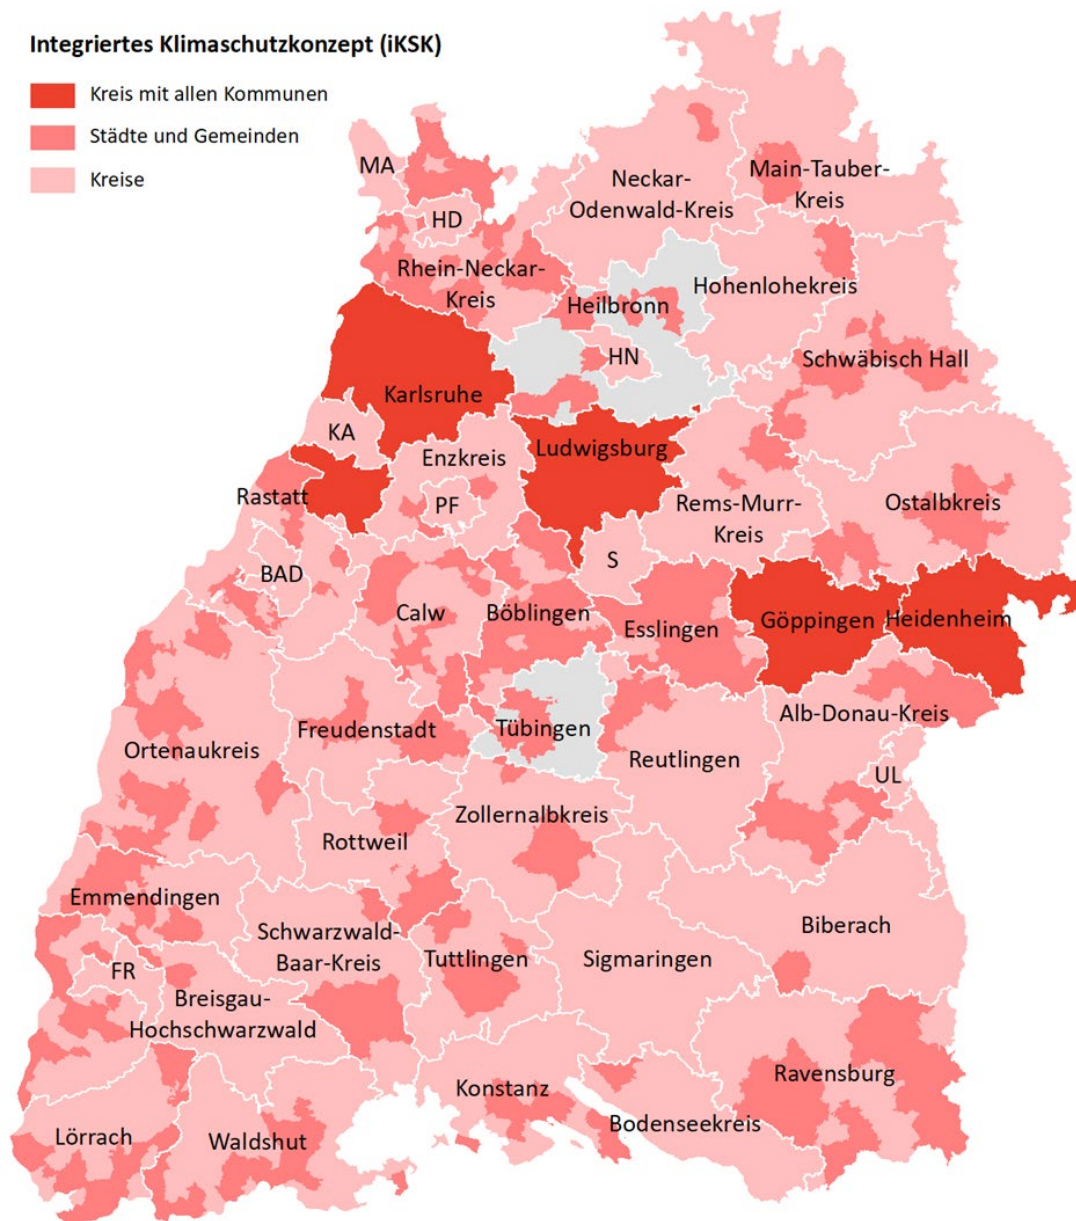 Integriertes Klimaschutzkonzept (iKSK)
Kreis mit allen Kommunen
Städte und Gemeinden
Kreise
MA
HD
Neckar-
Odenwald-Kreis
Main-Tauber-
Kreis
Rhein-Neckar-
Kreis
Hohenlohekreis
Heilbronn
HN
Schwäbisch Hall
Karlsruhe
KA
Ludwigsburg
Enzkreis
Rastatt
PF
Rems-Murr-
Kreis
Ostalbkreis
S
BAD
Calw
Böblingen
Esslingen
Göppingen
Heidenheim
Freudenstadt
Tübingen
Alb-Donau-Kreis
Ortenaukreis
Reutlingen
UL
Zollernalbkreis
Rottweil
Emmendingen
Schwarzwald-
Baar-Kreis
Tuttlingen
Sigmaringen
Biberach
FR
Breisgau-
Hochschwarzwald
Konstanz
Ravensburg
Bodenseekreis
Lörrach
Waldshut